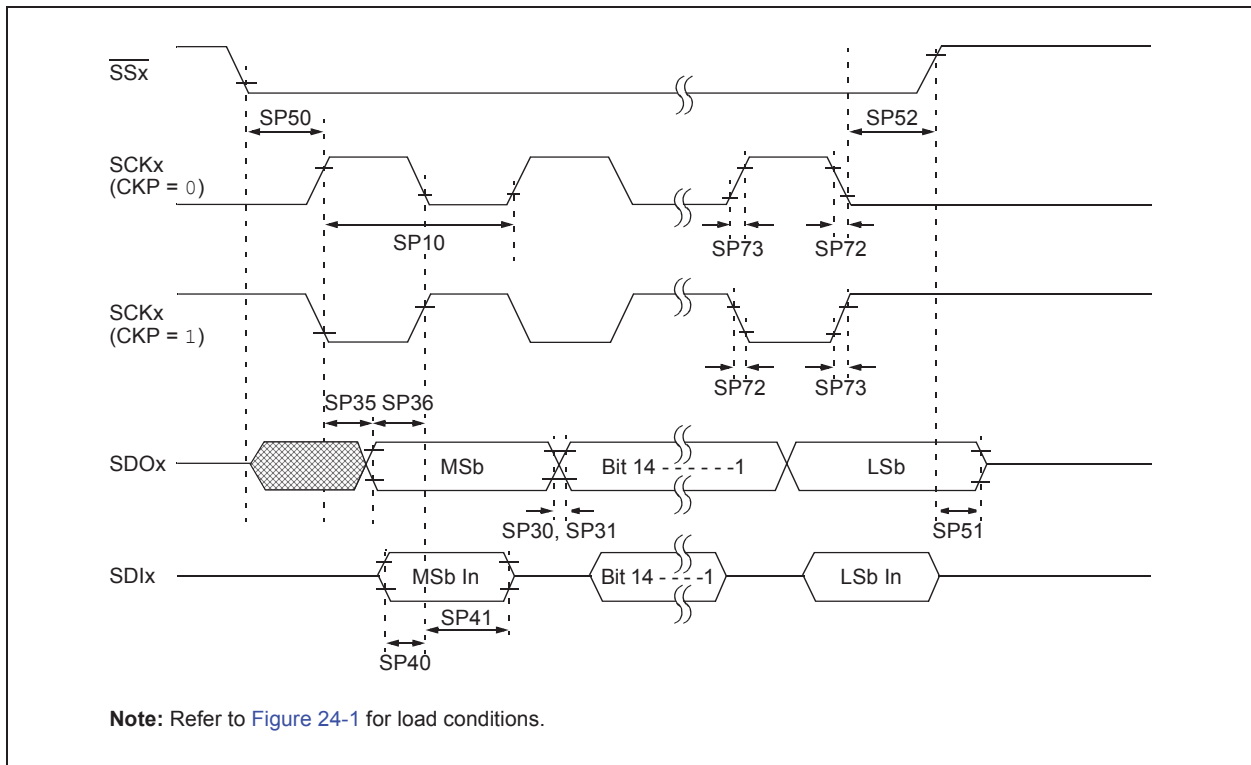 SSx
SP50
SP52
SCKx
(CKP = 0)
SP10
SP73
SP72
SCKx
(CKP = 1)
SP72
SP73
SP35
SP36
SDOx
MSb
Bit 14 - - - - - - -1
LSb
SP30, SP31
SP51
SDIx
MSb In
Bit 14 - - - - -1
LSb In
SP41
SP40
Note: Refer to Figure 24-1 for load conditions.